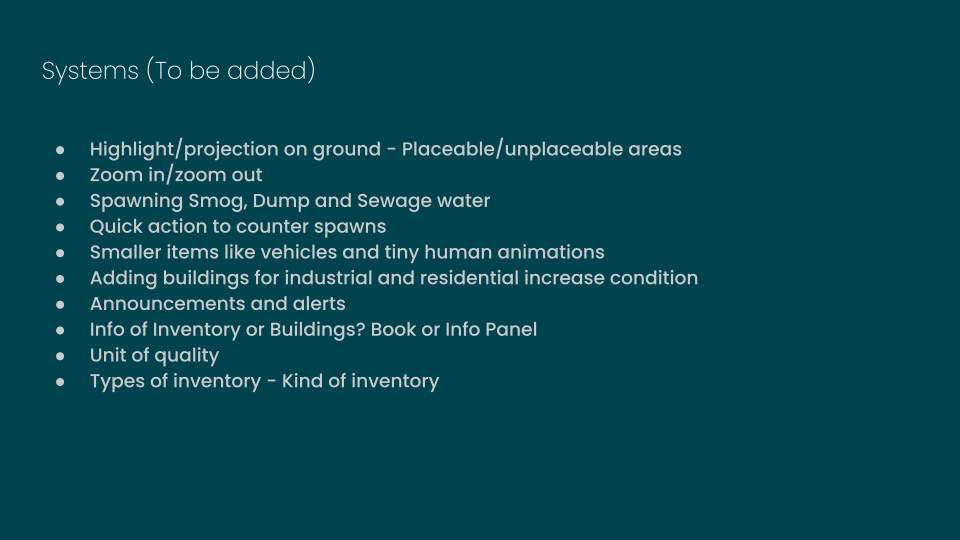 Systems (To be added)
● Highlight/projection on ground - Placeable/unplaceable areas
● Zoom in/zoom out
● Spawning Smog, Dump and Sewage water
● Quick action to counter spawns
● Smaller items like vehicles and tiny human animations
● Adding buildings for industrial and residential increase condition
● Announcements and alerts
● Info of Inventory or Buildings? Book or Info Panel
● Unit of quality
● Types of inventory - Kind of inventory